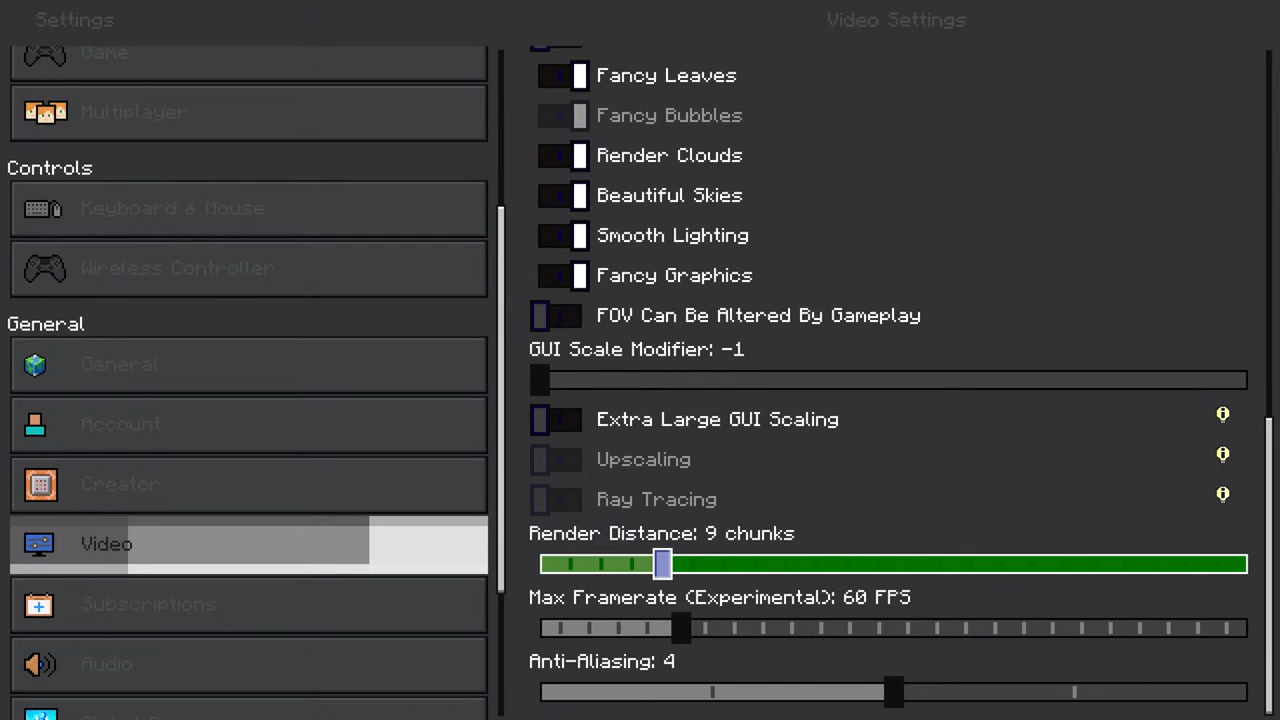 Settings
Video Settings
Game
Multiplayer
Controls
Keyboard & Mouse
Wireless Controller
General
General
Account
Creator
Video
Subscriptions
Audio
Fancy Leaves
Fancy Bubbles
Render Clouds
Beautiful Skies
Smooth Lighting
Fancy Graphics
FOV Can Be Altered By Gameplay
GUI Scale Modifier: -1
Extra Large GUI Scaling
Upscaling
Ray Tracing
Render Distance: 9 chunks
Max Framerate (Experimental): 60 FPS
Anti-Aliasing: 4